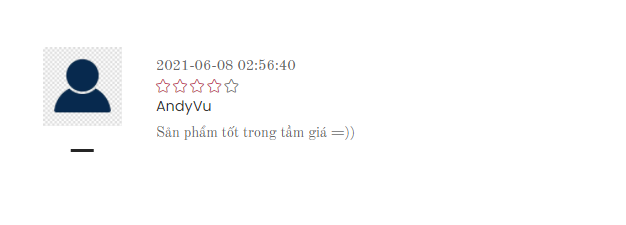 2021-06-08 02:56:40
AndyVu
Sản phẩm tốt trong tầm giá =))